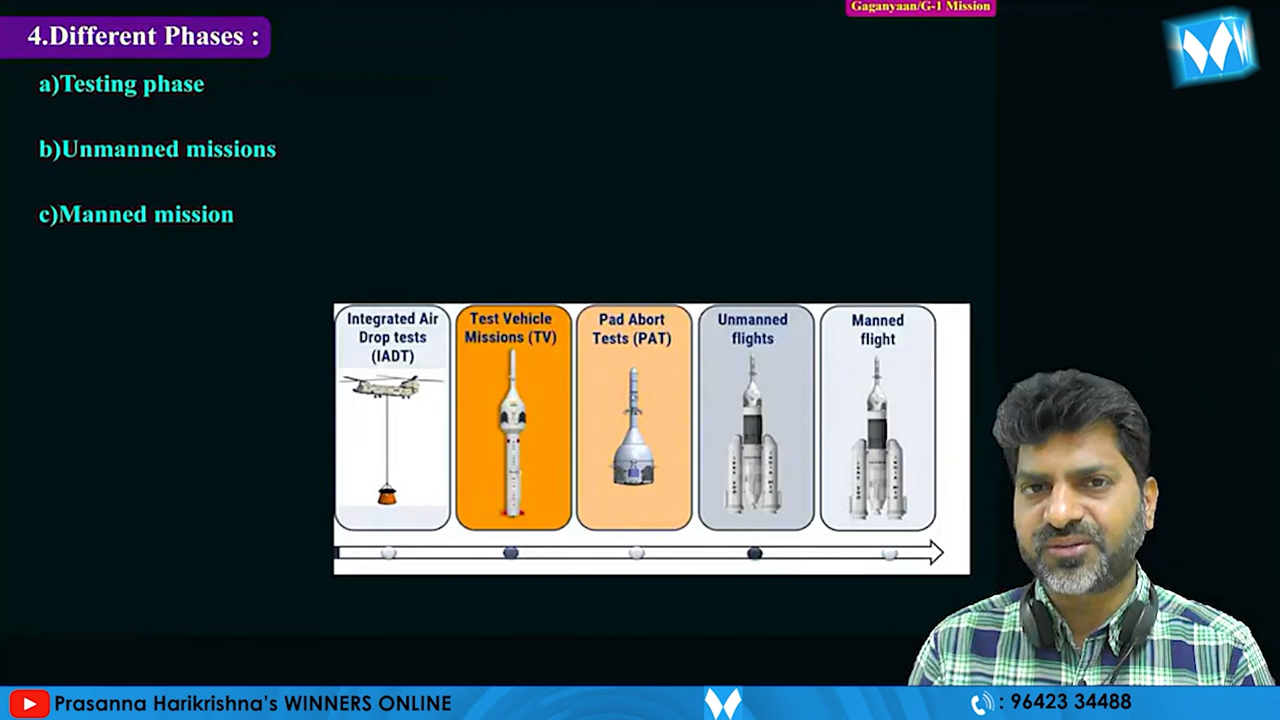 Gaganyaan/G-1 Mission
4.Different Phases :
a)Testing phase
b)Unmanned missions
c)Manned mission
Integrated Air
Drop tests
(IADT)
Test Vehicle
Missions (TV)
Pad Abort
Tests (PAT)
Unmanned
flights
Manned
flight
Prasanna Harikrishna's WINNERS ONLINE
: 96423 34488